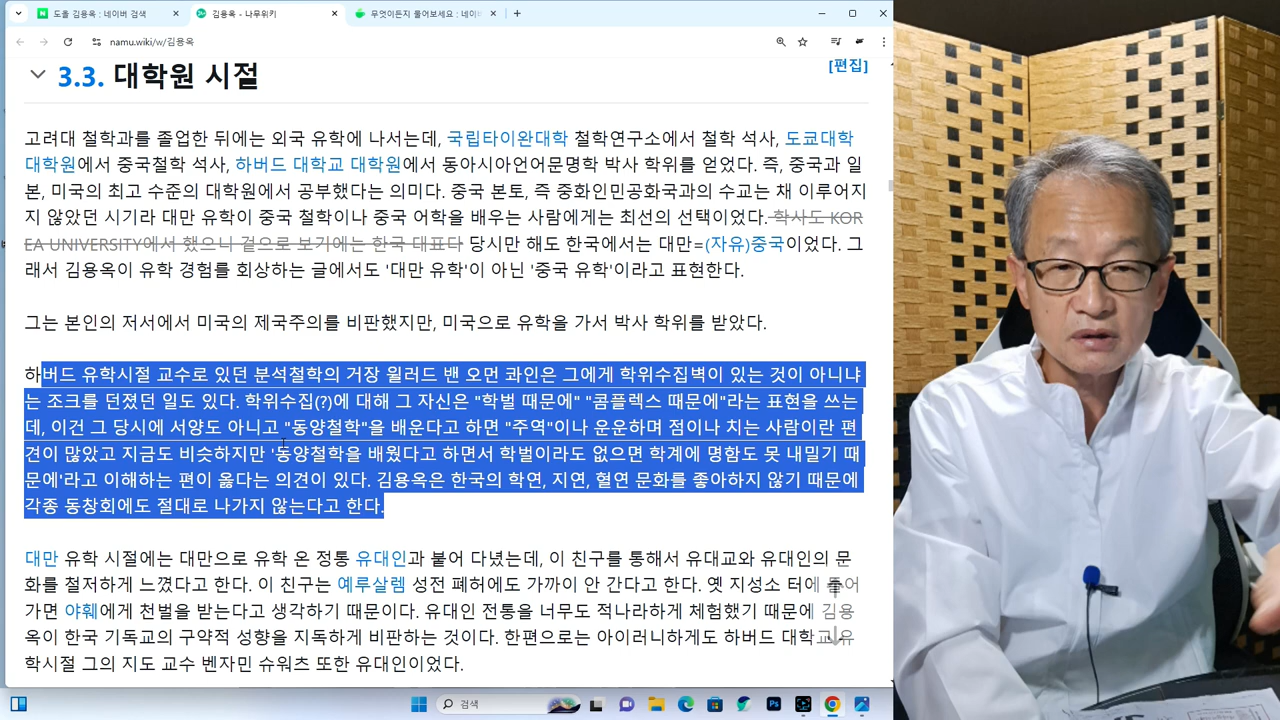 도올 김용옥 : 네이버 검색
김용옥 - 나무위키
무엇이든지 물어보세요 : 네이버
namu.wiki/w/김용옥
3.3. 대학원 시절
[편집]
고려대 철학과를 졸업한 뒤에는 외국 유학에 나서는데, 국립타이완대학 철학연구소에서 철학 석사, 도쿄대학
대학원에서 중국철학 석사, 하버드 대학교 대학원에서 동아시아언어문명학 박사 학위를 얻었다. 즉, 중국과 일
본, 미국의 최고 수준의 대학원에서 공부했다는 의미다. 중국 본토, 즉 중화인민공화국과의 수교는 채 이루어지
지 않았던 시기라 대만 유학이 중국 철학이나 중국 어학을 배우는 사람에게는 최선의 선택이었다. 학사도 KOR
EA UNIVERSITY에서 했으니 겉으로 보기에는 한국 대표다 당시만 해도 한국에서는 대만=(자유)중국이었다. 그
래서 김용옥이 유학 경험를 회상하는 글에서도 '대만 유학'이 아닌 '중국 유학'이라고 표현한다.
그는 본인의 저서에서 미국의 제국주의를 비판했지만, 미국으로 유학을 가서 박사 학위를 받았다.
하버드 유학시절 교수로 있던 분석철학의 거장 윌러드 밴 오먼 콰인은 그에게 학위수집벽이 있는 것이 아니냐
는 조크를 던졌던 일도 있다. 학위수집(?)에 대해 그 자신은 "학벌 때문에" "콤플렉스 때문에"라는 표현을 쓰는
데, 이건 그 당시에 서양도 아니고 "동양철학"을 배운다고 하면 "주역"이나 운운하며 점이나 치는 사람이란 편
견이 많았고 지금도 비슷하지만 '동양철학을 배웠다고 하면서 학벌이라도 없으면 학계에 명함도 못 내밀기 때
문에'라고 이해하는 편이 옳다는 의견이 있다. 김용옥은 한국의 학연, 지연, 혈연 문화를 좋아하지 않기 때문에
각종 동창회에도 절대로 나가지 않는다고 한다.
대만 유학 시절에는 대만으로 유학 온 정통 유대인과 붙어 다녔는데, 이 친구를 통해서 유대교와 유대인의 문
화를 철저하게 느꼈다고 한다. 이 친구는 예루살렘 성전 폐허에도 가까이 안 간다고 한다. 옛 지성소 터에 들어
가면 야훼에게 천벌을 받는다고 생각하기 때문이다. 유대인 전통을 너무도 적나라하게 체험했기 때문에 김용
옥이 한국 기독교의 구약적 성향을 지독하게 비판하는 것이다. 한편으로는 아이러니하게도 하버드 대학교 유
학시절 그의 지도 교수 벤자민 슈워츠 또한 유대인이었다.
검색
Ps